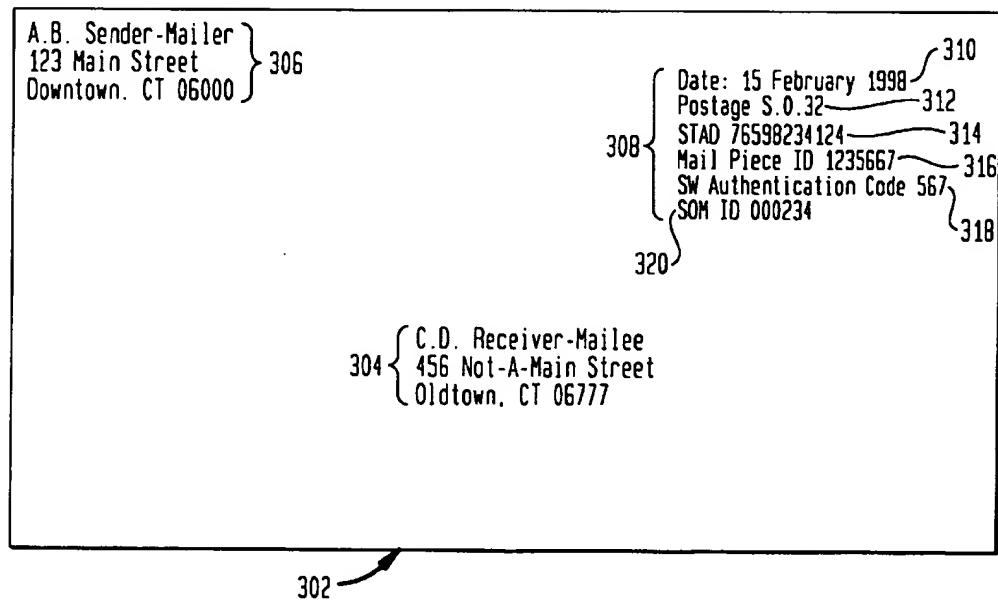 A.B. Sender-Mailer
123 Main Street
Downtown. CT 06000
306
310
Date: 15 February 1998
Postage S.0.32
312
308
STAD 76598234124
314
Mail Piece ID 1235667
316
SW Authentication Code 567
318
SOM ID 000234
320
304
C.D. Receiver-Mailee
456 Not-A-Main Street
Oldtown, CT 06777
302